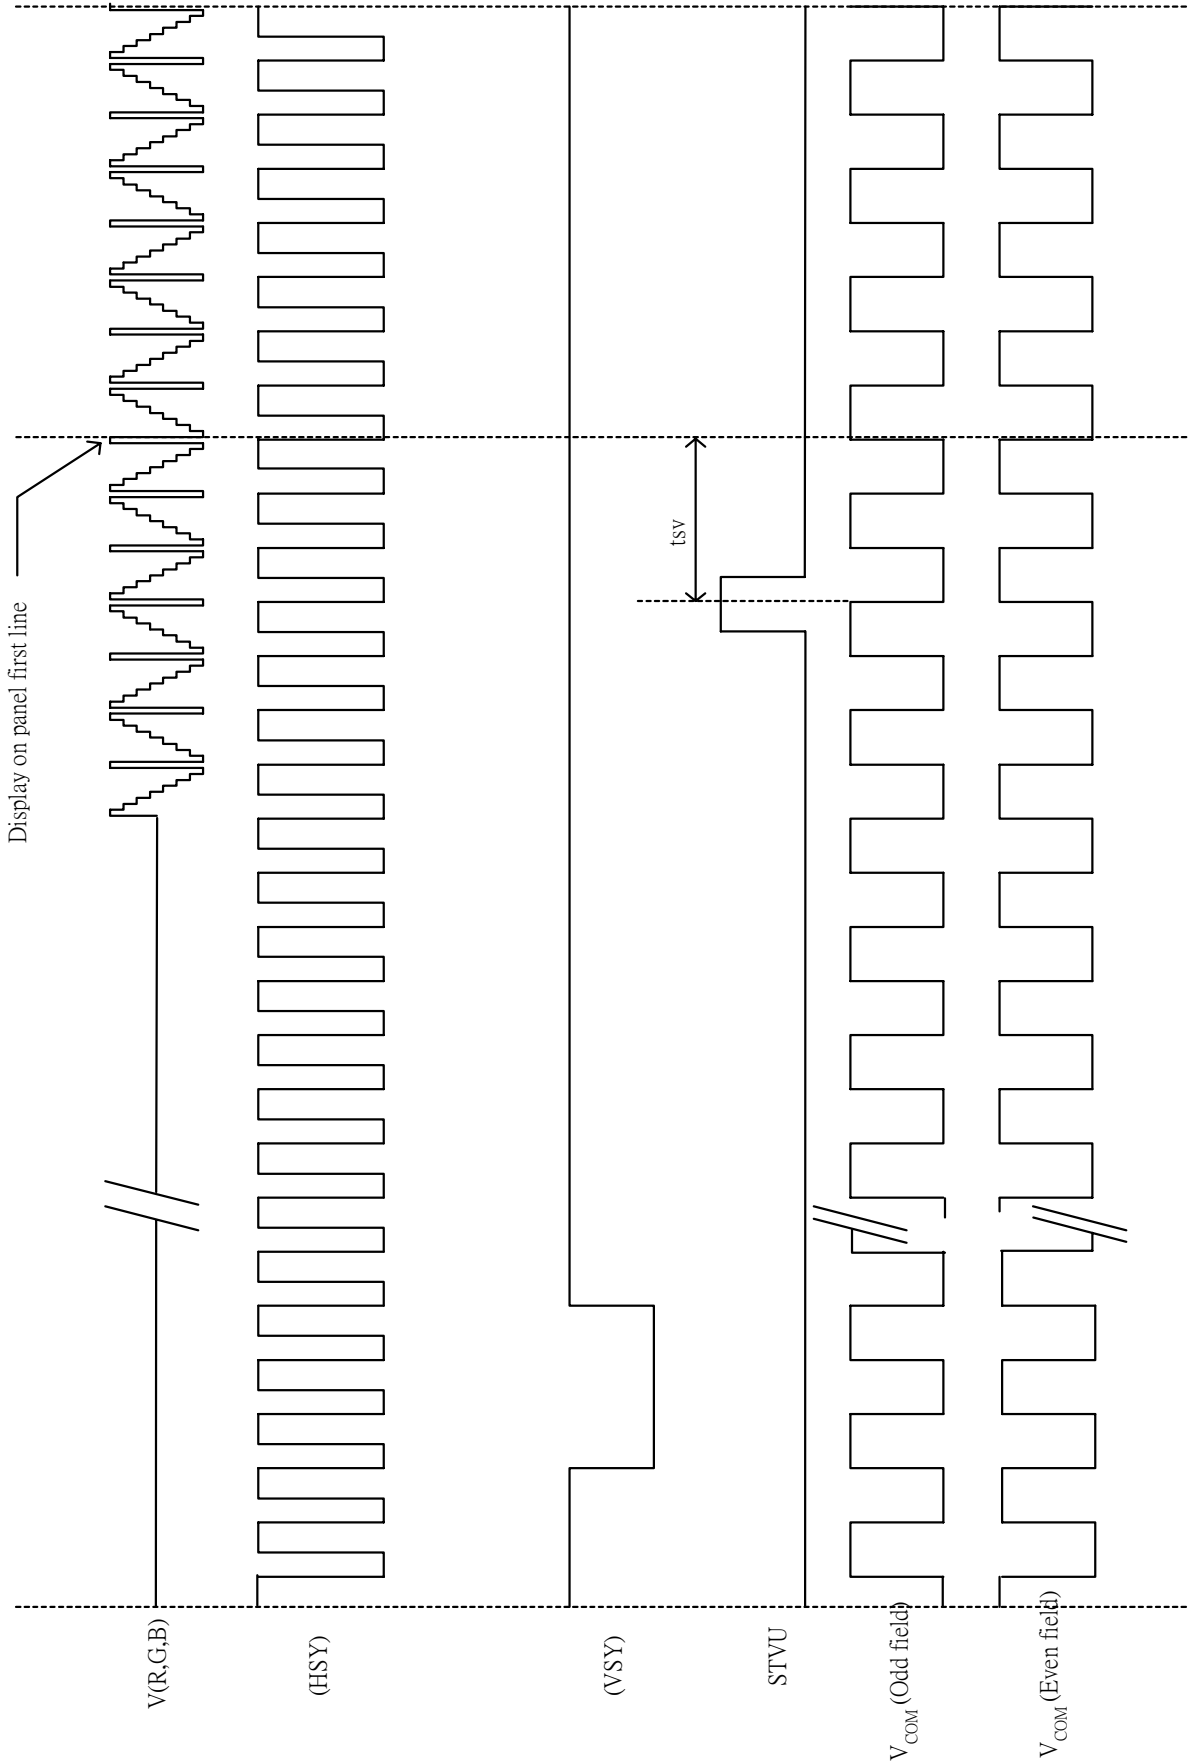 Display on panel first line
V(R,G,B)
(HSY)
(VSY)
tsv
STVU
VCOM (Odd field)
VCOM (Even field)